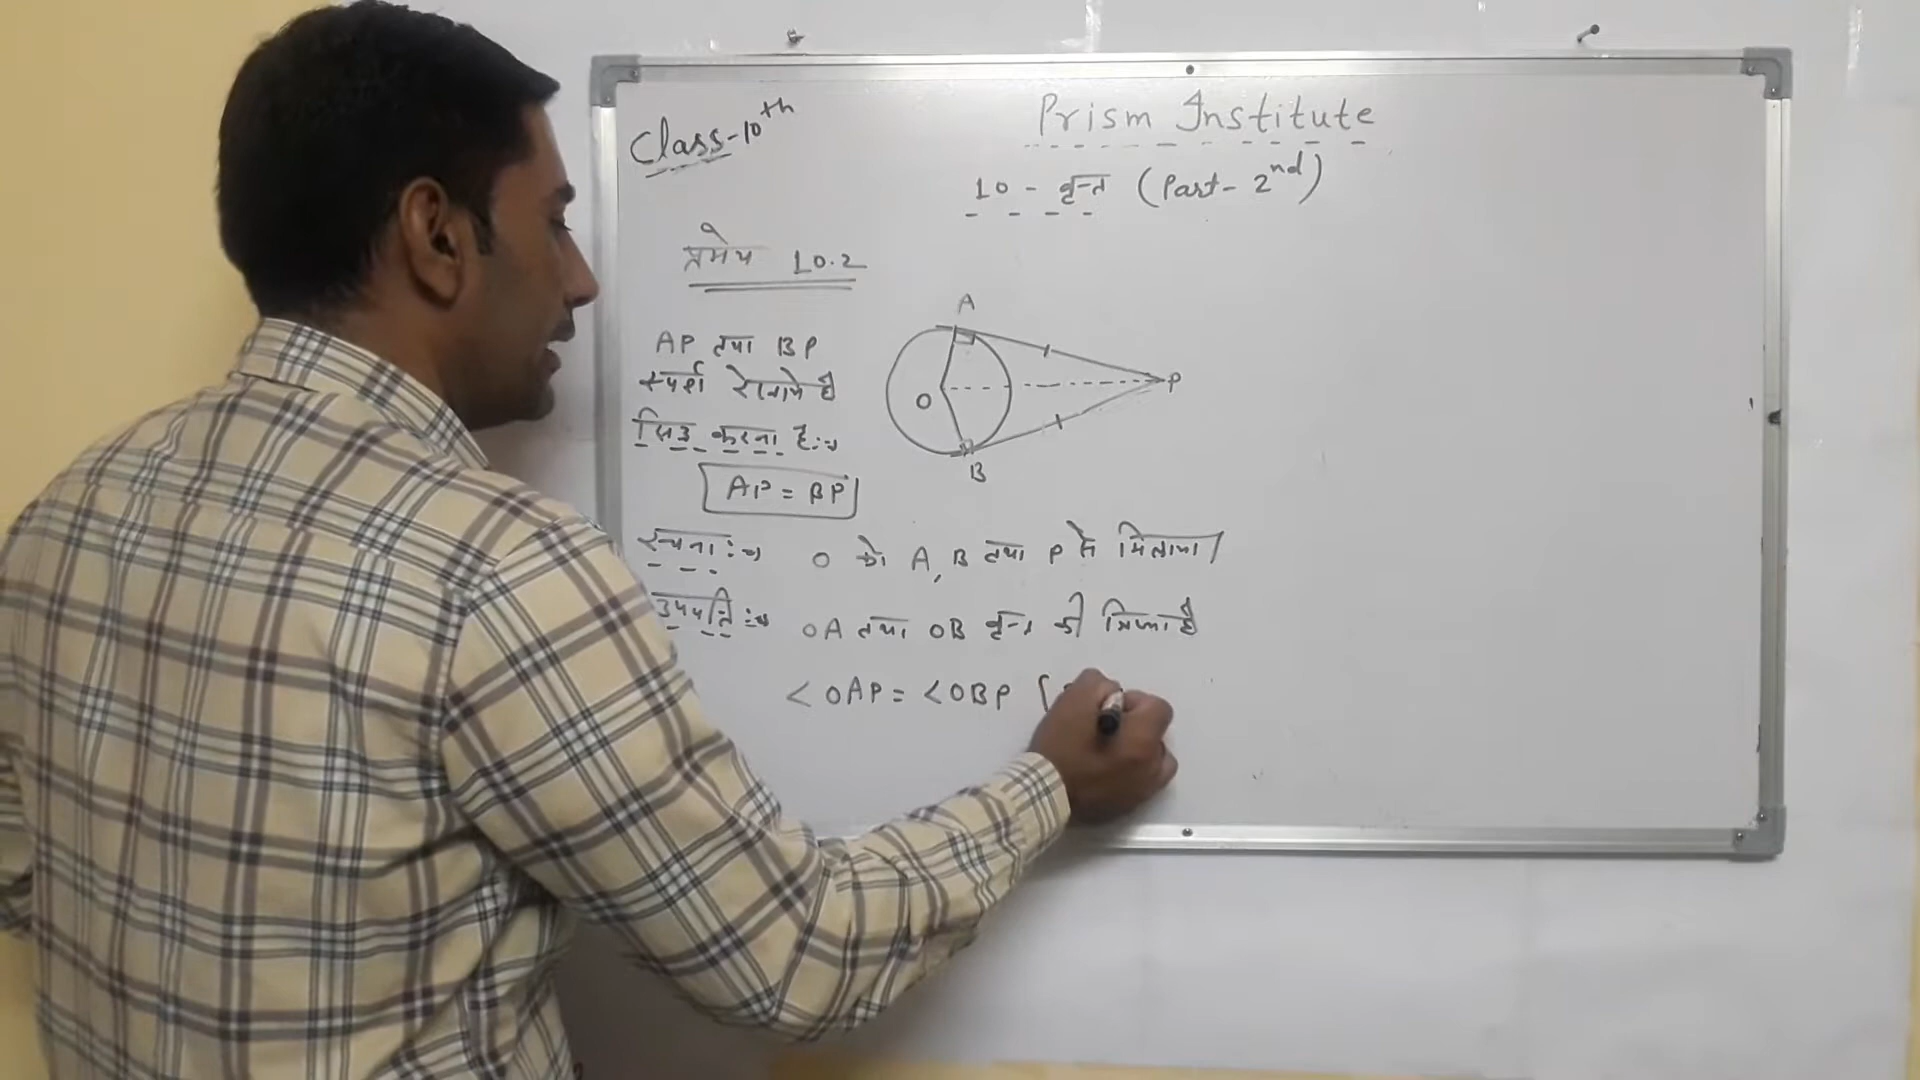 Class-10th
Prism Institute
10 - वृत्त (Part-2nd)
प्रमेय 10.2
AP तथा BP
स्पर्श रेखाये है
सिद्ध करना है:-
AP = BP
A
O
P
B
रचना :- O को A, B तथा P से मिलाया
उपपत्ति :- OA तथा OB वृत्त की त्रिज्या है
<OAP = <OBP [